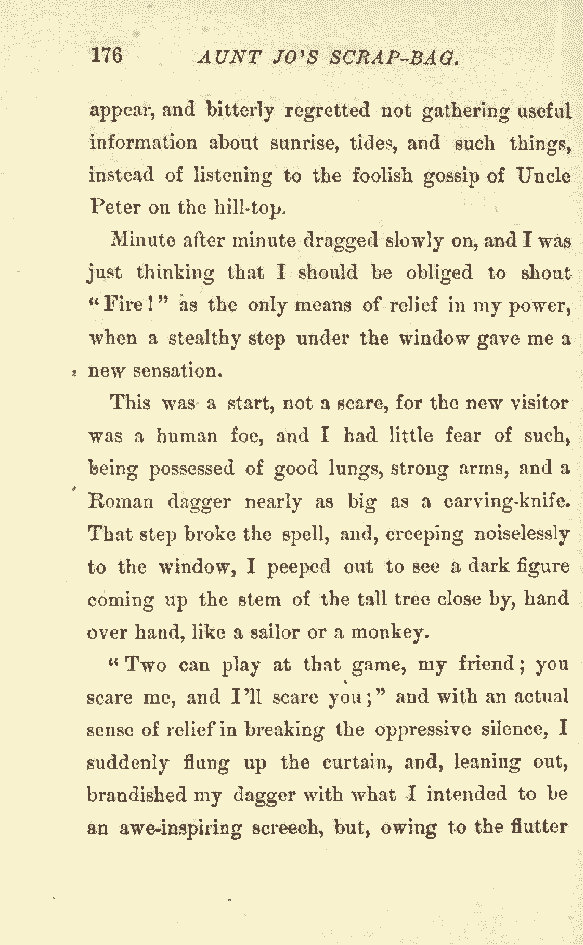 176 AUNT JO'S SCRAP-BAG.
appear, and bitterly regretted not gathering useful
information about sunrise, tides, and such things,
instead of listening to the foolish gossip of Uncle
Peter on the hill-top.
Minute after minute dragged slowly on, and I was
just thinking that I should be obliged to shout
"Fire!" as the only means of relief in my power,
when a stealthy step under the window gave me a
new sensation.
This was a start, not a scare, for the new visitor
was a human foe, and I had little fear of such,
being possessed of good lungs, strong arms, and a
Roman dagger nearly as big as a carving-knife.
That step broke the spell, and, creeping noiselessly
to the window, I peeped out to see a dark figure
coming up the stem of the tall tree close by, hand
over hand, like a sailor or a monkey.
"Two can play at that game, my friend; you
scare me, and I'll scare you;" and with an actual
sense of relief in breaking the oppressive silence, I
suddenly flung up the curtain, and, leaning out,
brandished my dagger with what I intended to be
an awe-inspiring screech, but, owing to the flutter